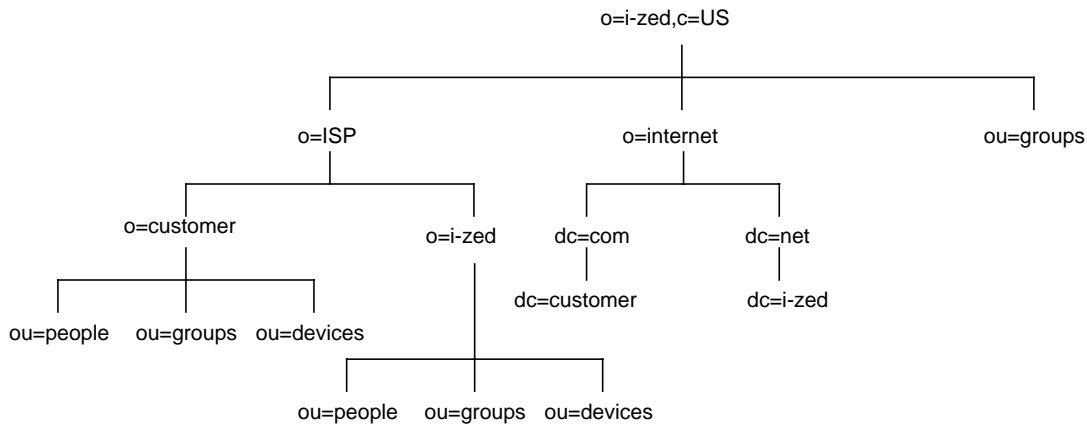 o=i-zed,c=US
o=ISP
o=internet
ou=groups
o=customer
o=i-zed
dc=com
dc=net
dc=customer
dc=i-zed
ou=people
ou=groups
ou=devices
ou=people
ou=groups
ou=devices